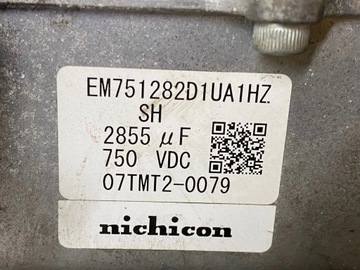 EM751282D1UA1HZ
SH
2855 μF
750 VDC
07TMT2-0079
nichicon